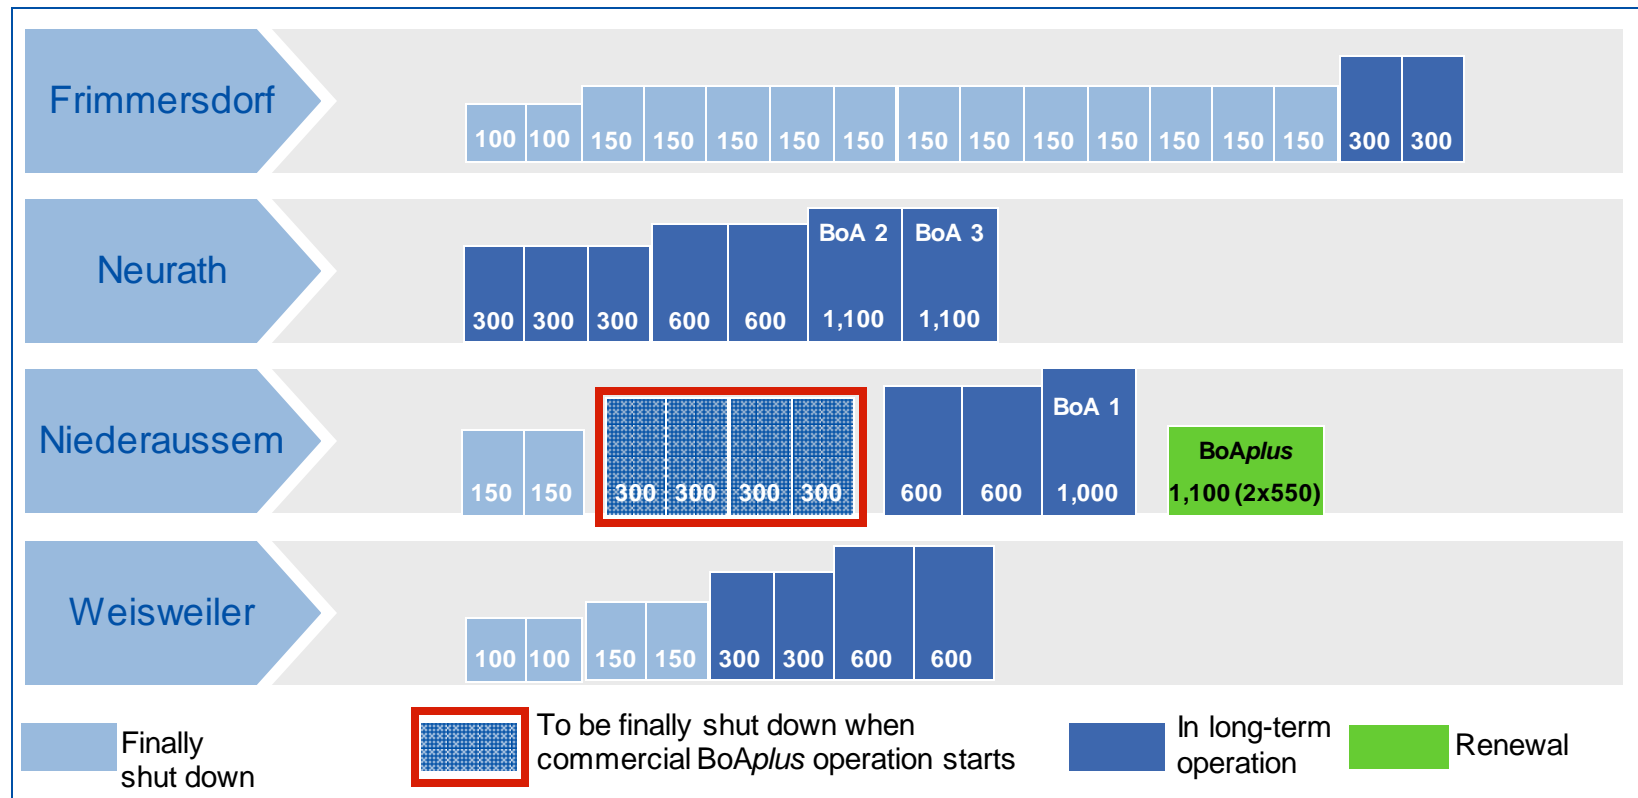 Frimmersdorf
100 100 150 150 150 150 150 150 150 150 150 150 150 150 300 300
Neurath
BoA 2 BoA 3
300 300 300 600 600 1,100 1,100
Niederaussem
BoA 1
BoAplus
150 150 300 300 300 300 600 600 1,000 1,100 (2x550)
Weisweiler
100 100 150 150 300 300 600 600
Finally
shut down
To be finally shut down when
commercial BoAplus operation starts
In long-term
operation
Renewal